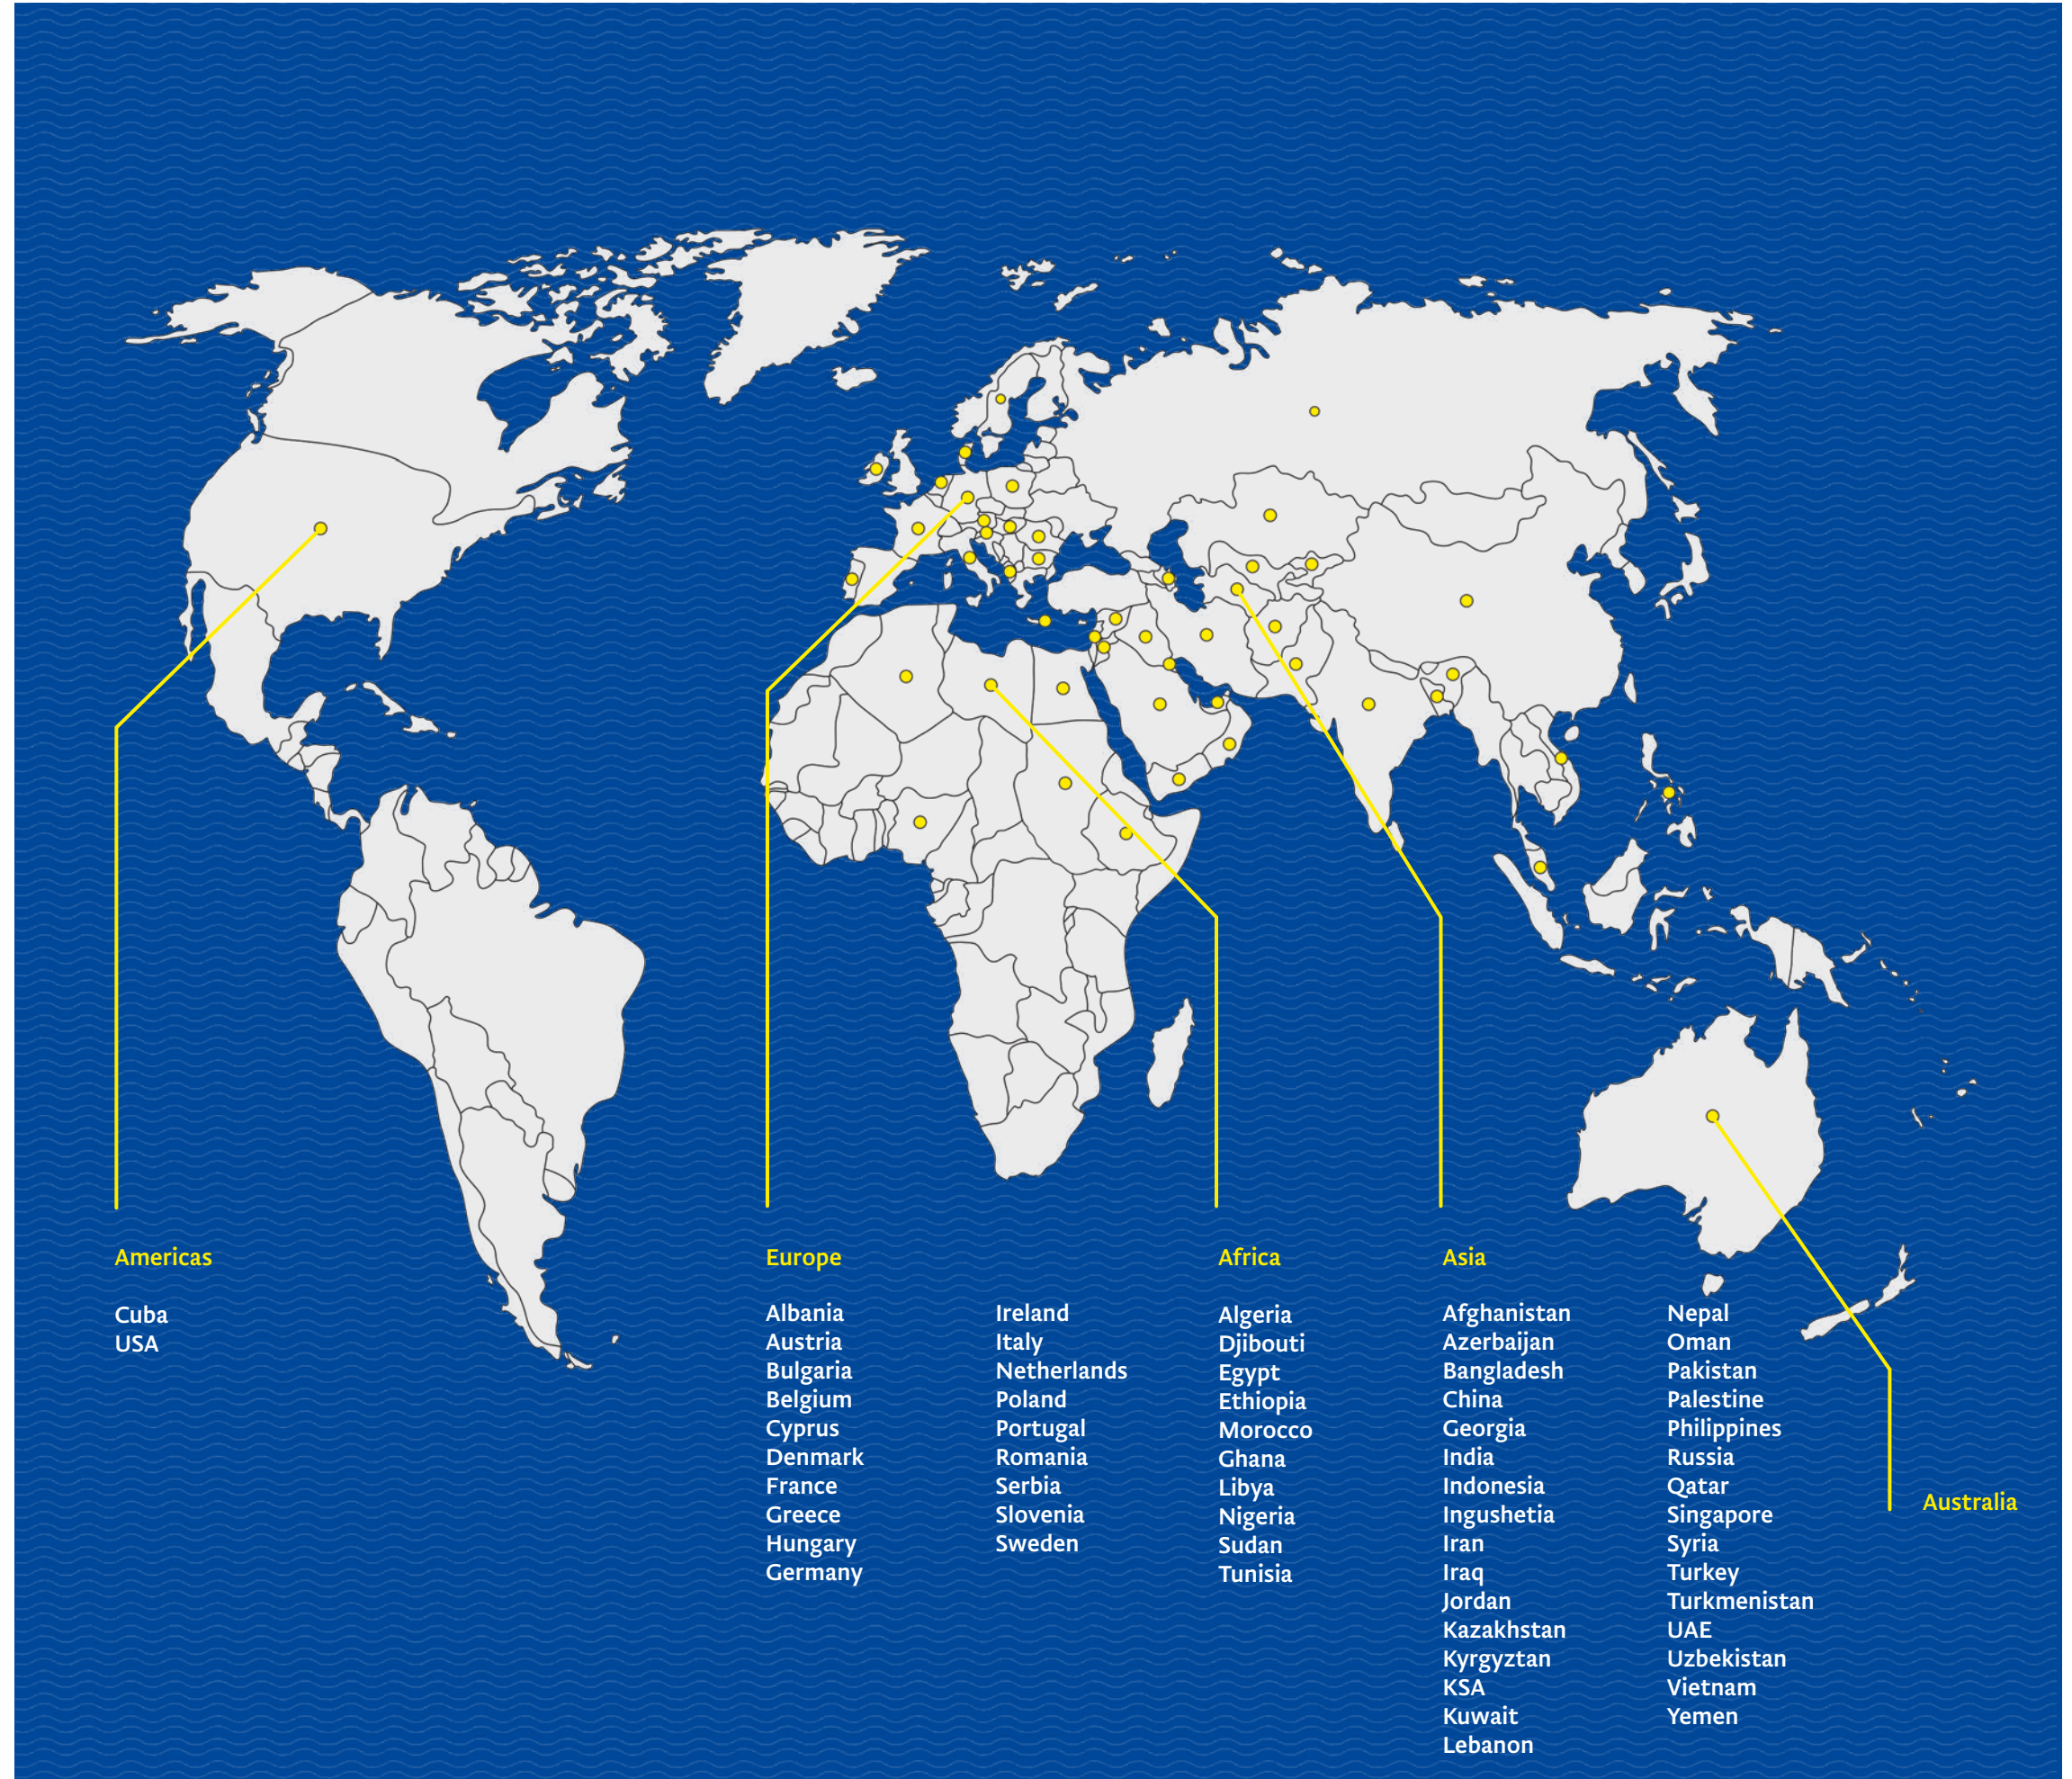 Americas
Cuba
USA
Europe
Albania
Austria
Bulgaria
Belgium
Cyprus
Denmark
France
Greece
Hungary
Germany
Ireland
Italy
Netherlands
Poland
Portugal
Romania
Serbia
Slovenia
Sweden
Africa
Algeria
Djibouti
Egypt
Ethiopia
Morocco
Ghana
Libya
Nigeria
Sudan
Tunisia
Asia
Afghanistan
Azerbaijan
Bangladesh
China
Georgia
India
Indonesia
Ingushetia
Iran
Iraq
Jordan
Kazakhstan
Kyrgyztan
KSA
Kuwait
Lebanon
Nepal
Oman
Pakistan
Palestine
Philippines
Russia
Qatar
Singapore
Syria
Turkey
Turkmenistan
UAE
Uzbekistan
Vietnam
Yemen
Australia